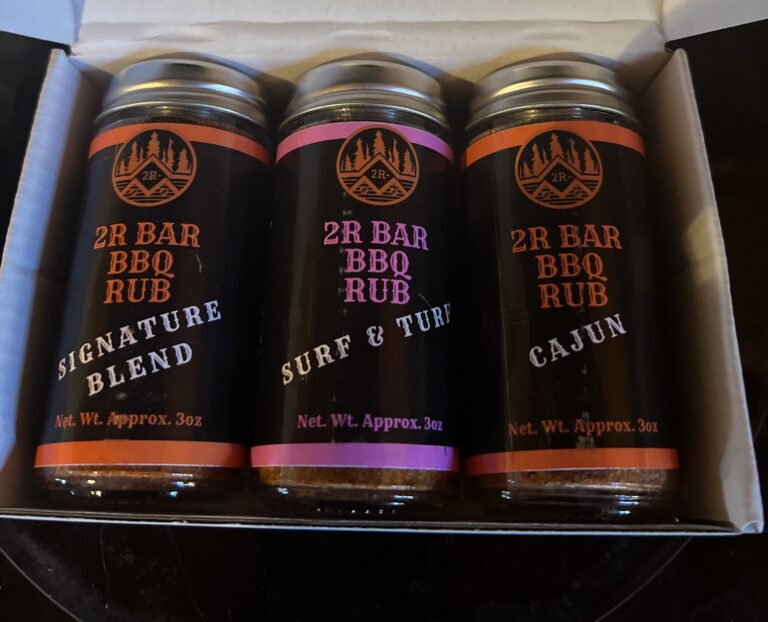 2R-
2R BAR
BBQ
RUB
SIGNATURE
BLEND
Net. Wt. Approx. 3oz
2R-
2R BAR
BBQ
RUB
SURF & TURF
Net. Wt. Approx. 3oz
2R-
2R BAR
BBQ
RUB
CAJUN
Net. Wt. Approx. 3oz